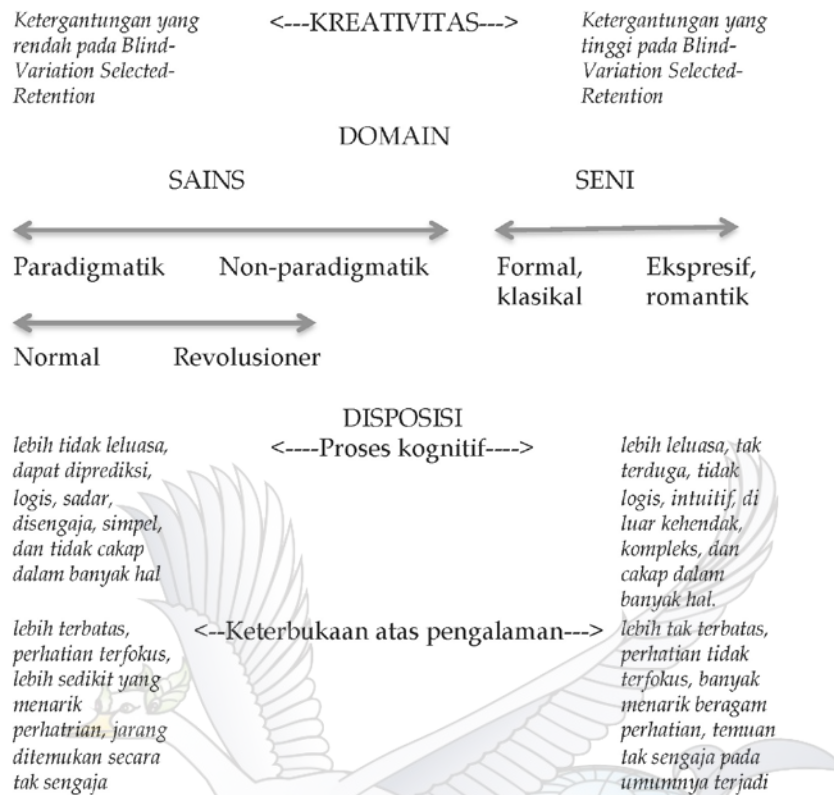 Ketergantungan yang
rendah pada Blind-
Variation Selected-
Retention
<---KREATIVITAS--->
Ketergantungan yang
tinggi pada Blind-
Variation Selected-
Retention
DOMAIN
SAINS
SENI
Paradigmatik
Non-paradigmatik
Formal,
klasikal
Ekspresif,
romantik
Normal
Revolusioner
DISPOSISI
<----Proses kognitif---->
lebih tidak leluasa,
dapat diprediksi,
logis, sadar,
disengaja, simpel,
dan tidak cakap
dalam banyak hal
lebih leluasa, tak
terduga, tidak
logis, intuitif, di
luar kehendak,
kompleks, dan
cakap dalam
banyak hal.
<--Keterbukaan atas pengalaman--->
lebih terbatas,
perhatian terfokus,
lebih sedikit yang
menarik
perhatrian, jarang
ditemukan secara
tak sengaja
lebih tak terbatas,
perhatian tidak
terfokus, banyak
menarik beragam
perhatian, temuan
tak sengaja pada
umumnya terjadi